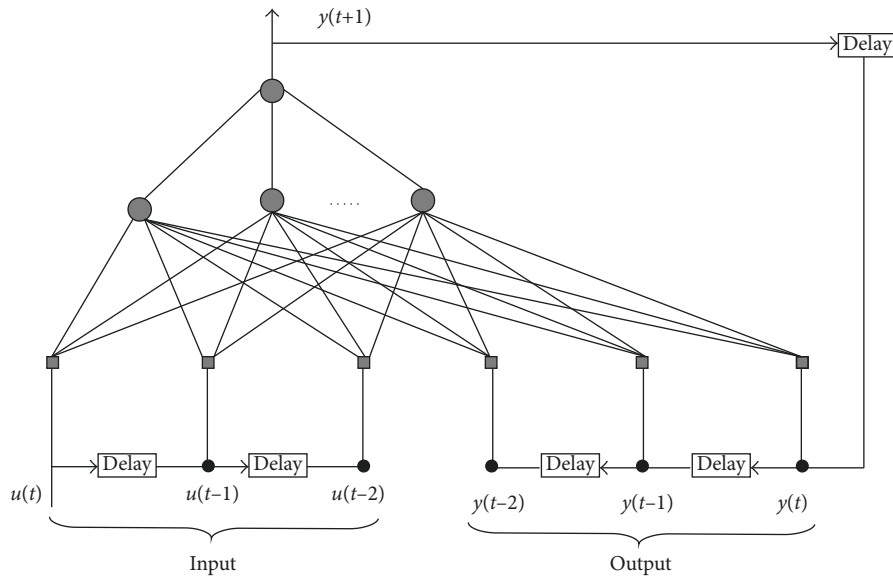 y(t+1)
Delay
.....
Delay
Delay
Delay
Delay
u(t)
u(t–1)
u(t–2)
y(t–2)
y(t–1)
y(t)
Input
Output